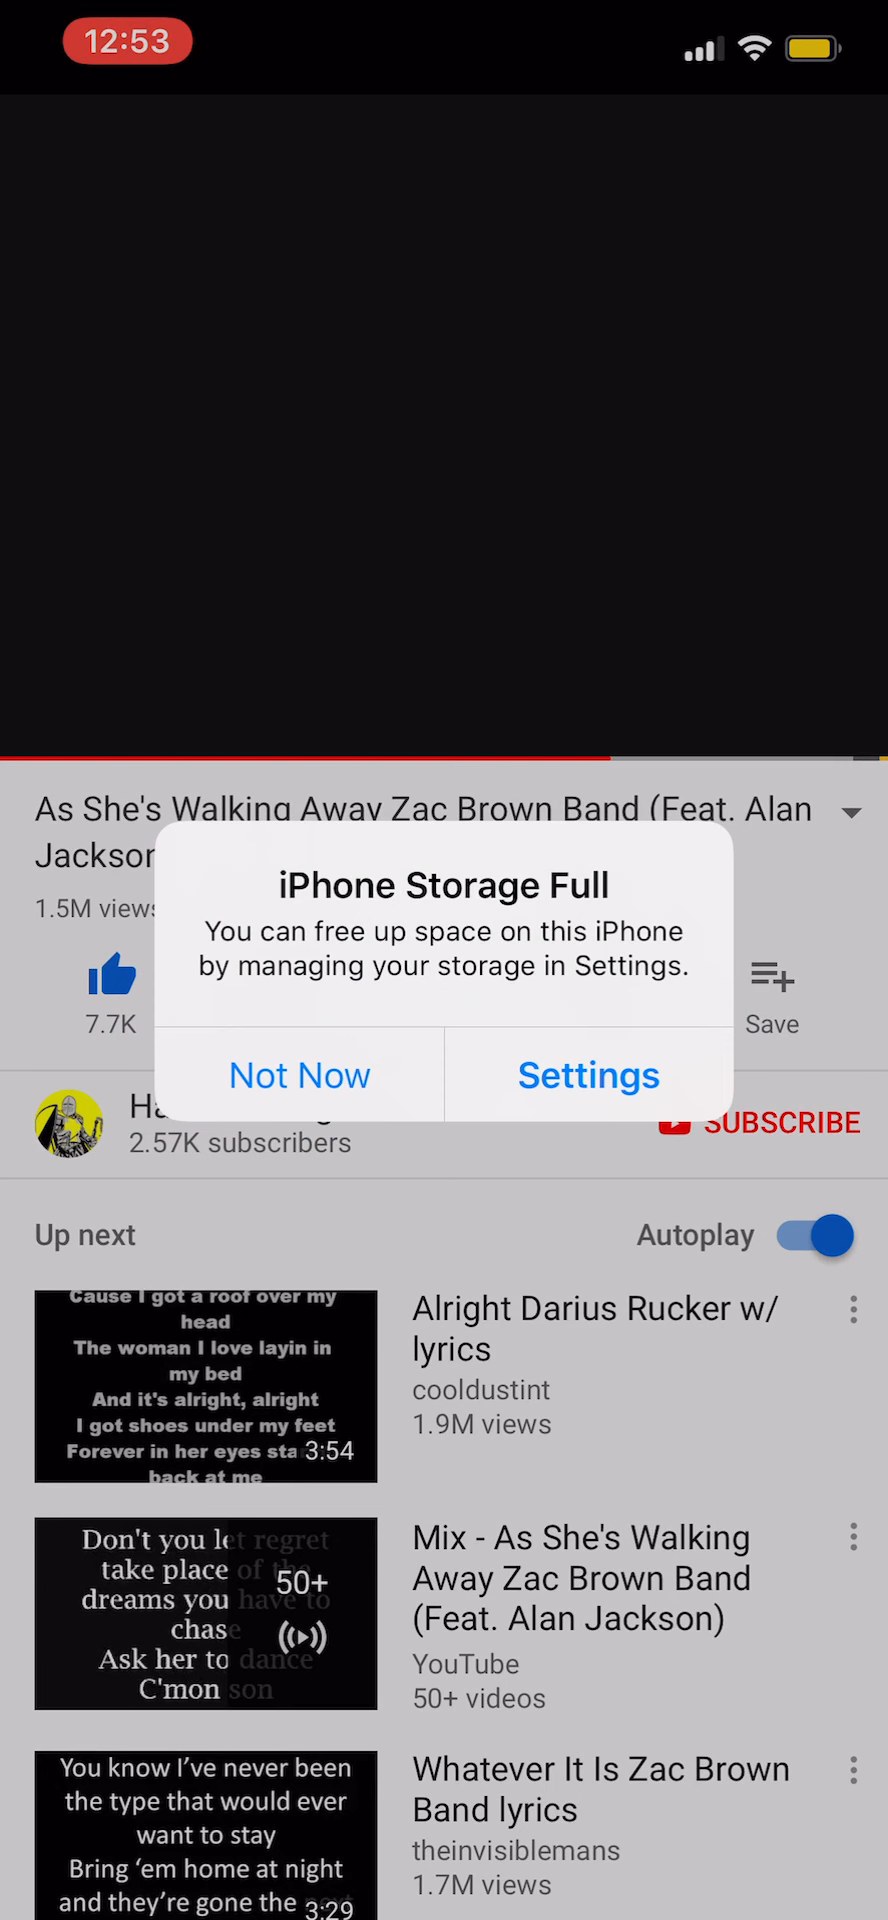 12:53
As She's Walking Away Zac Brown Band (Feat. Alan
Jackson
1.5M views
iPhone Storage Full
You can free up space on this iPhone
by managing your storage in Settings.
Not Now
Settings
7.7K
Save
2.57K subscribers
SUBSCRIBE
Up next
Autoplay
Cause I got a roof over my
head
The woman I love layin in
my bed
And it's alright, alright
I got shoes under my feet
Forever in her eyes sta
back at me
3:54
Alright Darius Rucker w/
lyrics
cooldustint
1.9M views
Don't you let regret
take place of the
dreams you have to
chase
Ask her to dance
C'mon son
50+
Mix - As She's Walking
Away Zac Brown Band
(Feat. Alan Jackson)
YouTube
50+ videos
You know I’ve never been
the type that would ever
want to stay
Bring ‘em home at night
and they’re gone the next
3:29
Whatever It Is Zac Brown
Band lyrics
theinvisiblemans
1.7M views